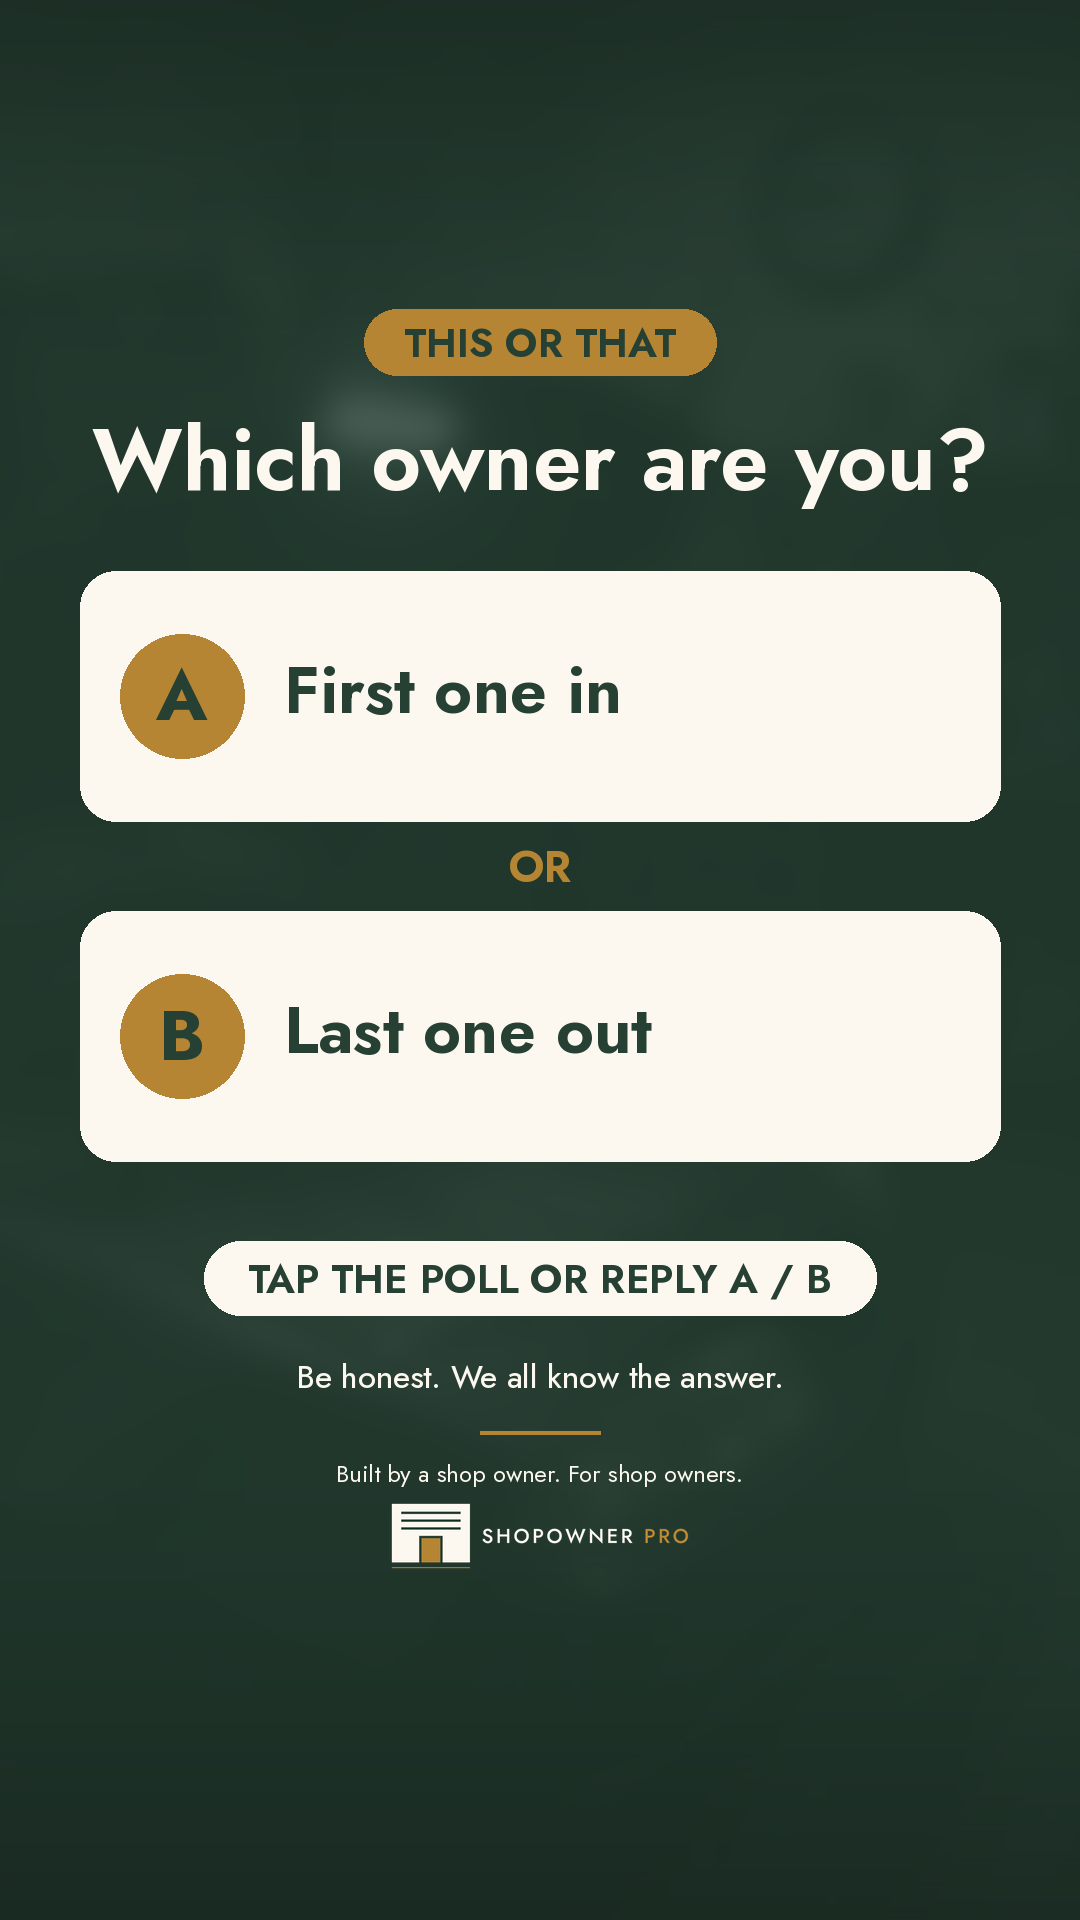 THIS OR THAT
Which owner are you?
A
First one in
OR
B
Last one out
TAP THE POLL OR REPLY A / B
Be honest. We all know the answer.
Built by a shop owner. For shop owners.
SHOPOWNER PRO